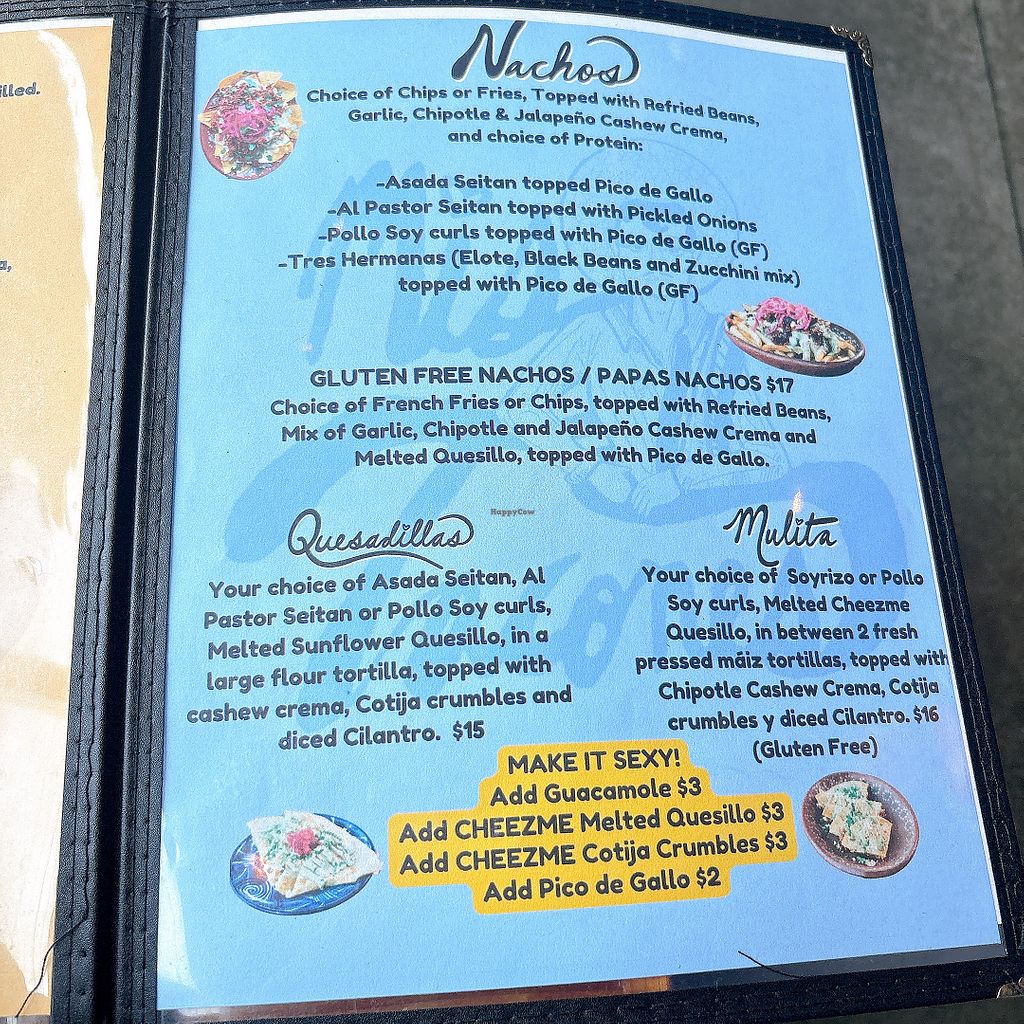 illed.
a,
Nachos
Choice of Chips or Fries, Topped with Refried Beans,
Garlic, Chipotle & Jalapeño Cashew Crema,
and choice of Protein:
-Asada Seitan topped Pico de Gallo
-Al Pastor Seitan topped with Pickled Onions
-Pollo Soy curls topped with Pico de Gallo (GF)
-Tres Hermanas (Elote, Black Beans and Zucchini mix)
topped with Pico de Gallo (GF)
GLUTEN FREE NACHOS / PAPAS NACHOS $17
Choice of French Fries or Chips, topped with Refried Beans,
Mix of Garlic, Chipotle and Jalapeño Cashew Crema and
Melted Quesillo, topped with Pico de Gallo.
HappyCow
Quesadillas
Your choice of Asada Seitan, Al
Pastor Seitan or Pollo Soy curls,
Melted Sunflower Quesillo, in a
large flour tortilla, topped with
cashew crema, Cotija crumbles and
diced Cilantro. $15
Mulita
Your choice of Soyrizo or Pollo
Soy curls, Melted Cheezme
Quesillo, in between 2 fresh
pressed máiz tortillas, topped with
Chipotle Cashew Crema, Cotija
crumbles y diced Cilantro. $16
(Gluten Free)
MAKE IT SEXY!
Add Guacamole $3
Add CHEEZME Melted Quesillo $3
Add CHEEZME Cotija Crumbles $3
Add Pico de Gallo $2